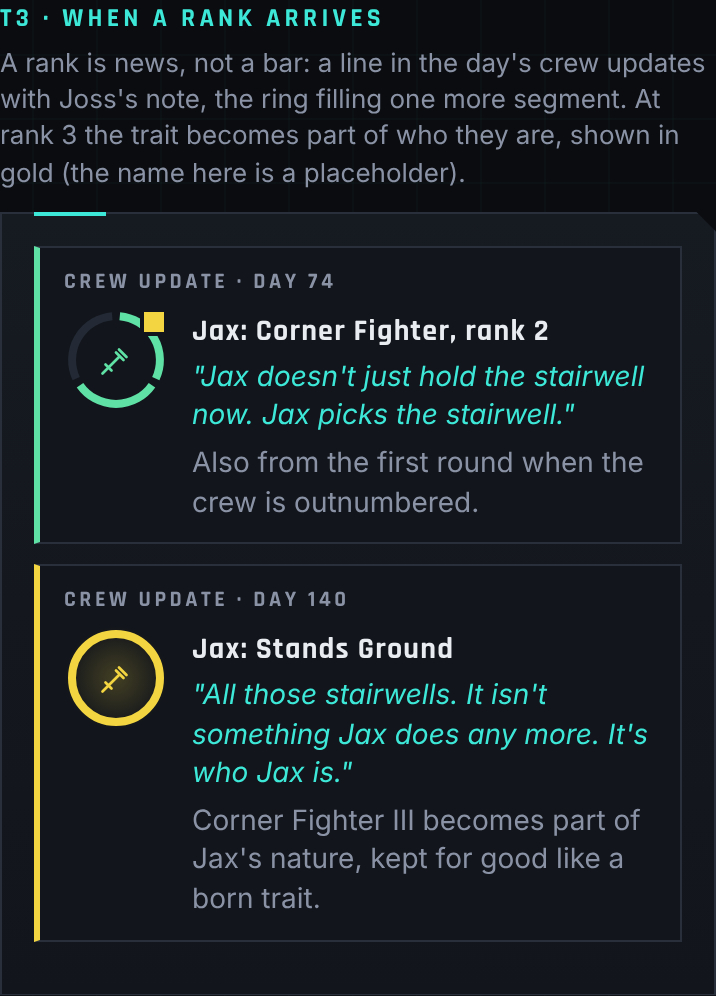 T3 · WHEN A RANK ARRIVES
A rank is news, not a bar: a line in the day's crew updates
with Joss's note, the ring filling one more segment. At
rank 3 the trait becomes part of who they are, shown in
gold (the name here is a placeholder).
CREW UPDATE · DAY 74
Jax: Corner Fighter, rank 2
"Jax doesn't just hold the stairwell
now. Jax picks the stairwell."
Also from the first round when the
crew is outnumbered.
CREW UPDATE · DAY 140
Jax: Stands Ground
"All those stairwells. It isn't
something Jax does any more. It's
who Jax is."
Corner Fighter III becomes part of
Jax's nature, kept for good like a
born trait.